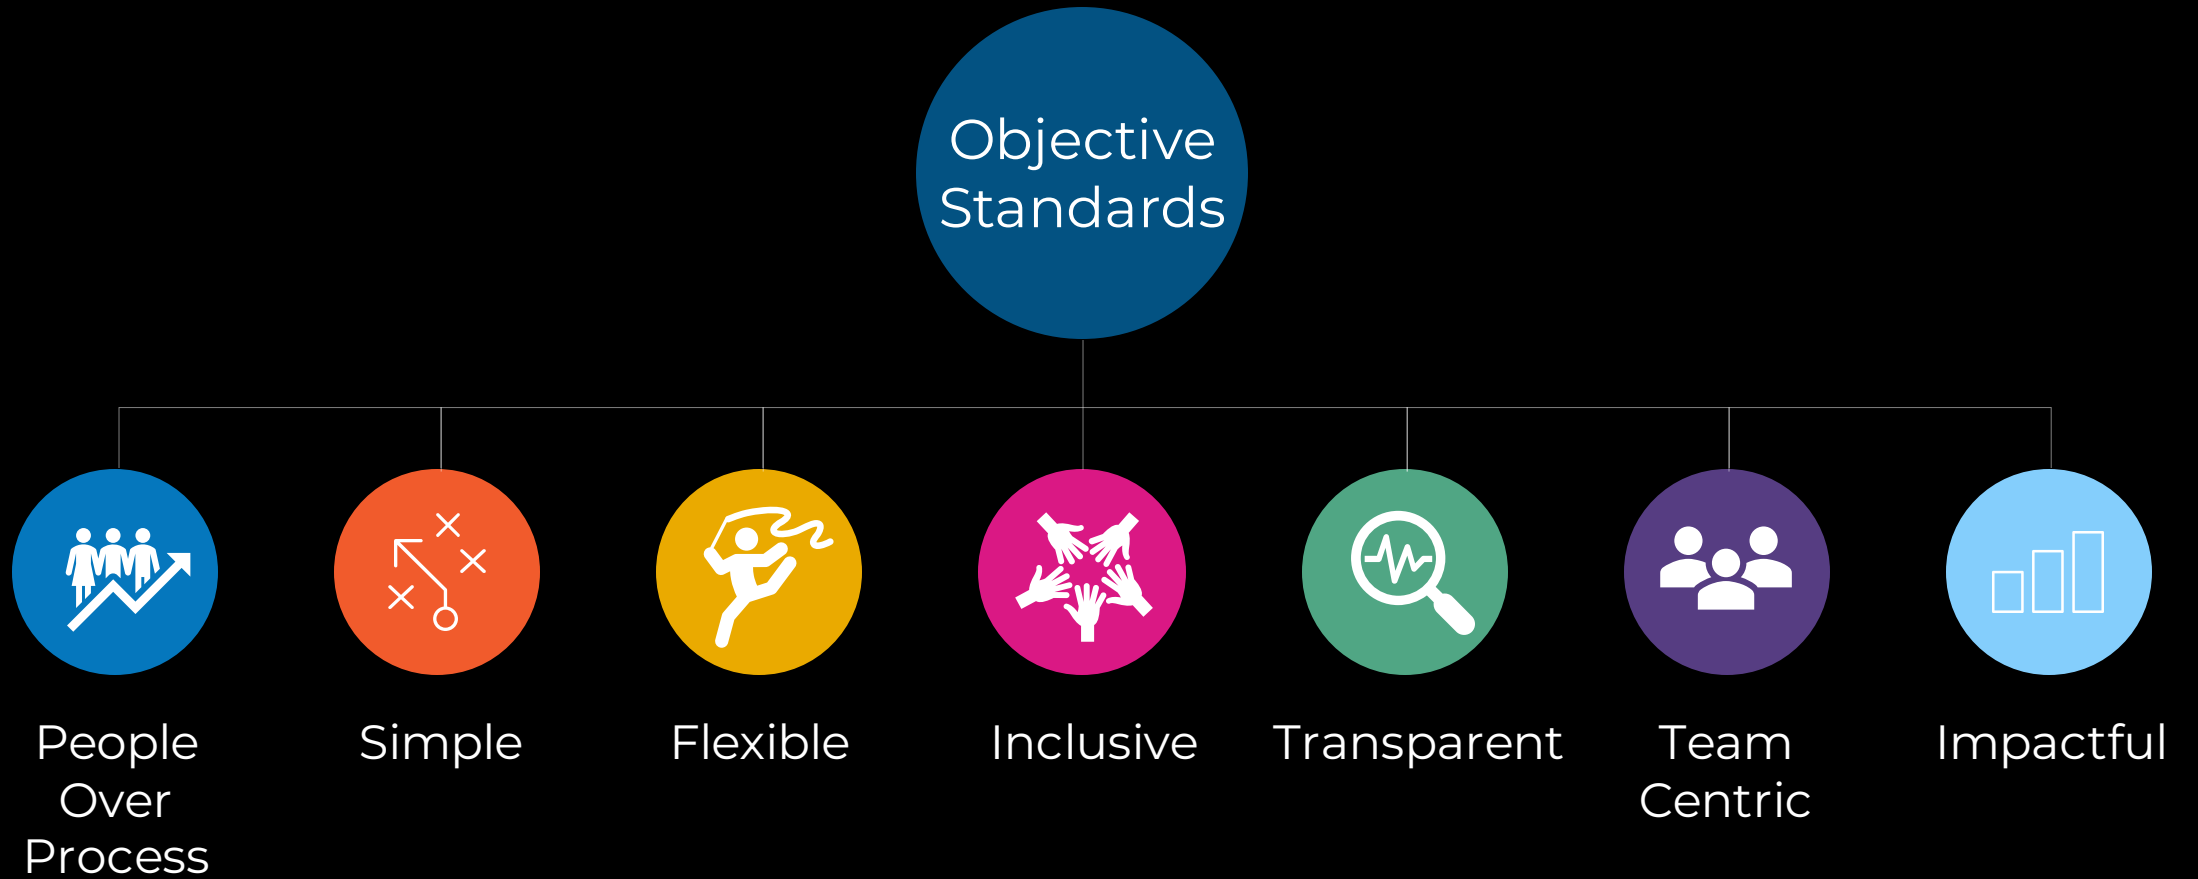 Objective
Standards
People
Over
Process
Simple
Flexible
Inclusive
Transparent
Team
Centric
Impactful